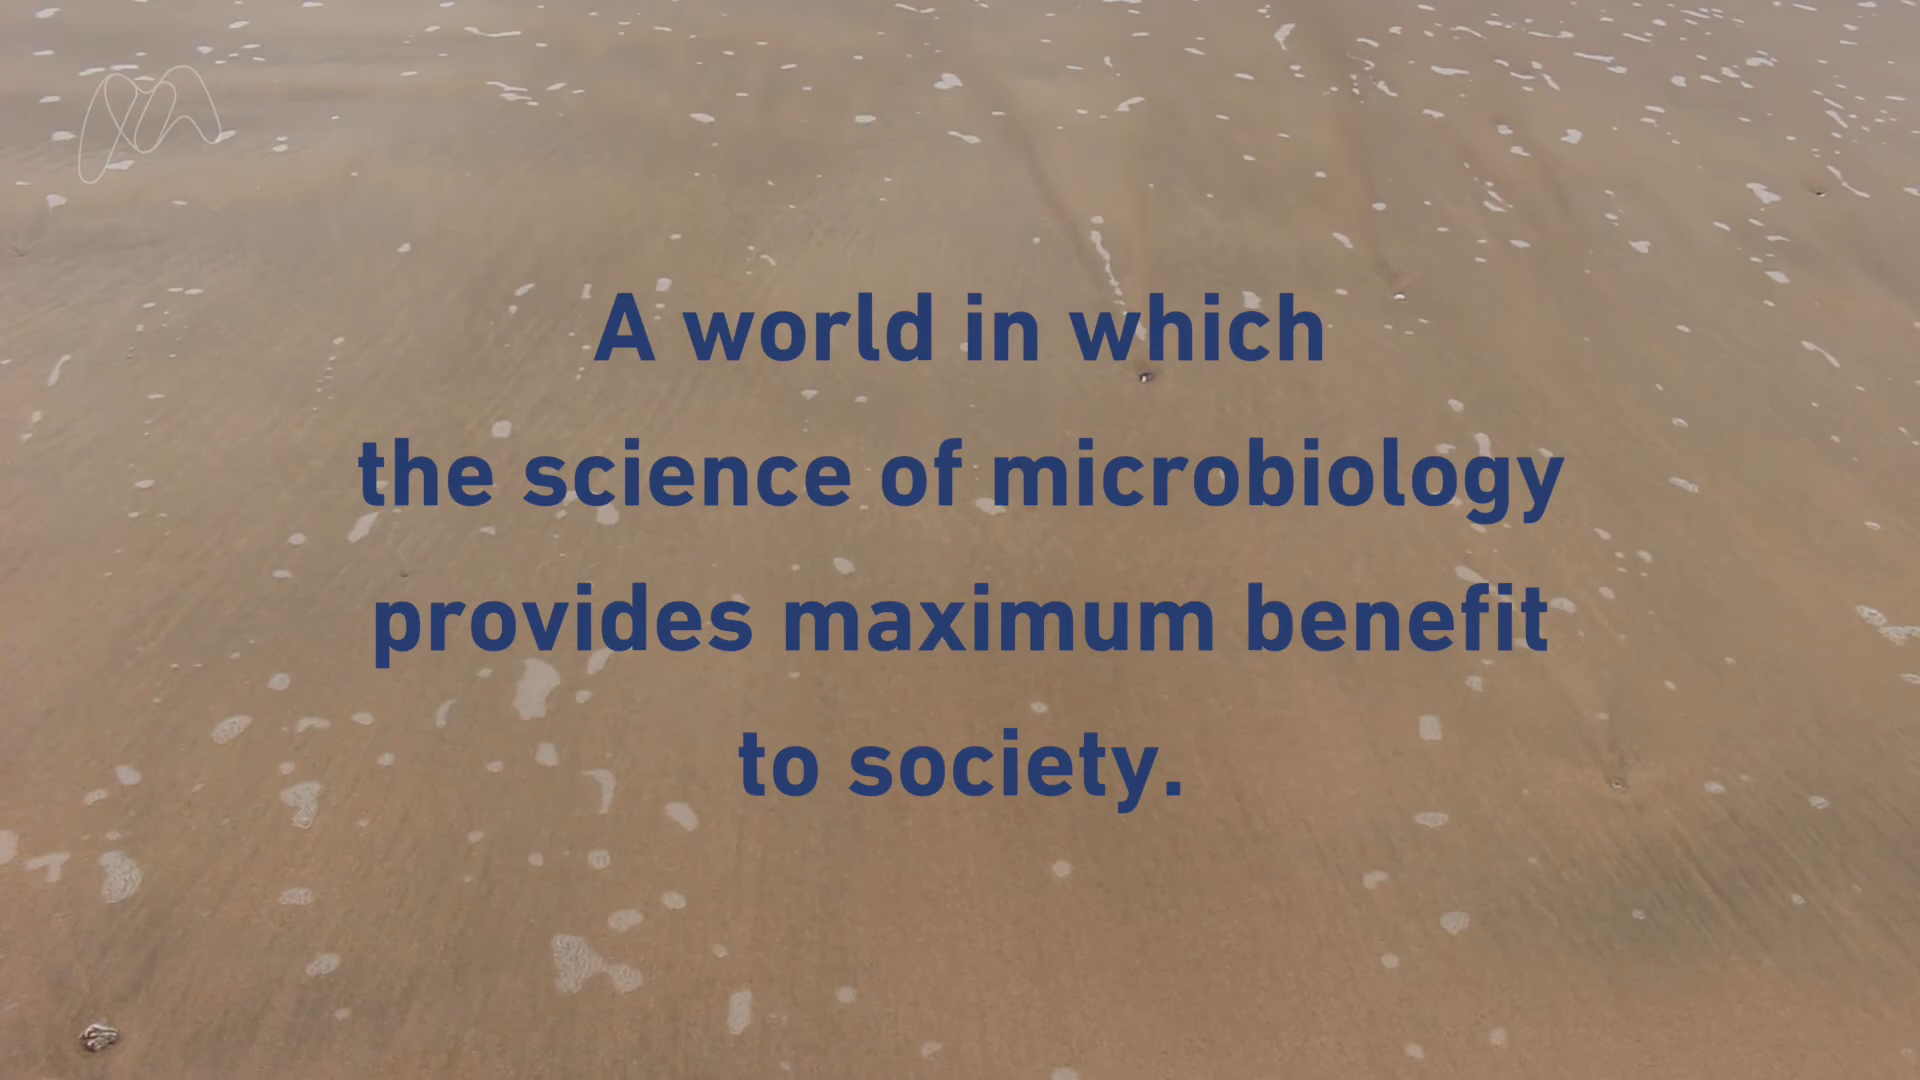 A world in which
the science of microbiology
provides maximum benefit
to society.